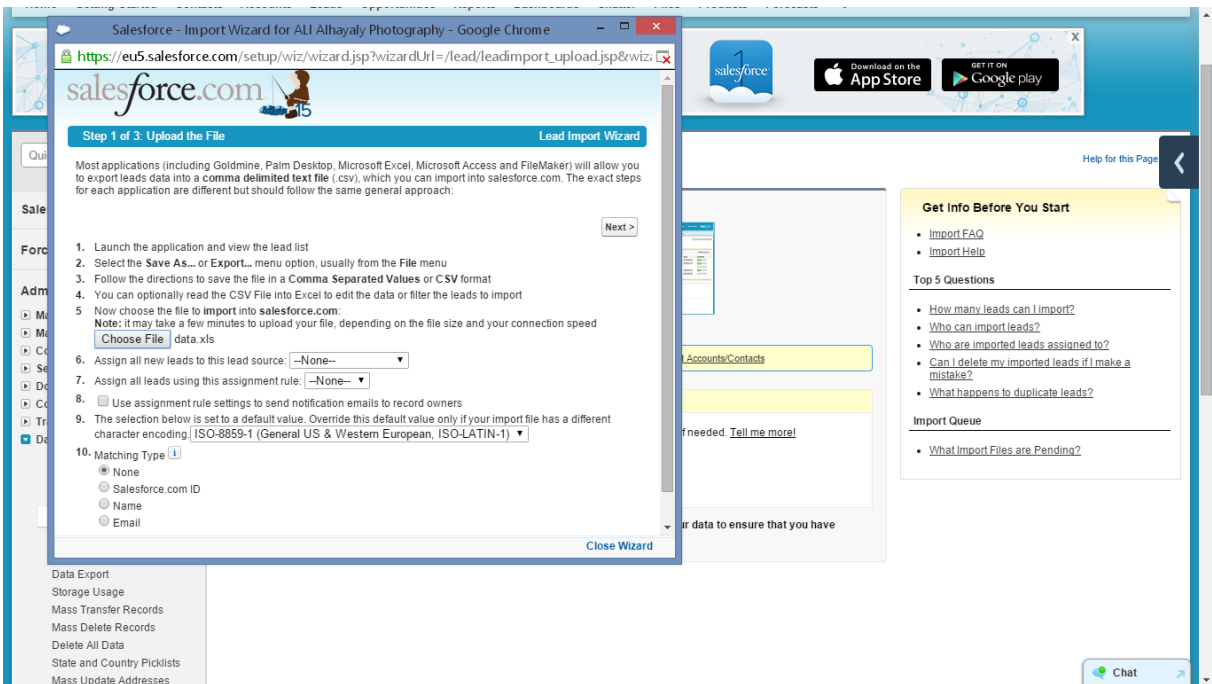 Salesforce - Import Wizard for ALI Alhayaly Photography - Google Chrome
https://eu5.salesforce.com/setup/wiz/wizard.jsp?wizardUrl=/lead/leadimport_upload.jsp&wiz
salesforce.com
15
Step 1 of 3: Upload the File
Lead Import Wizard
Most applications (including Goldmine, Palm Desktop, Microsoft Excel, Microsoft Access and FileMaker) will allow you
to export leads data into a comma delimited text file (.csv), which you can import into salesforce.com. The exact steps
for each application are different but should follow the same general approach:
Next >
1. Launch the application and view the lead list
2. Select the Save As... or Export... menu option, usually from the File menu
3. Follow the directions to save the file in a Comma Separated Values or CSV format
4. You can optionally read the CSV File into Excel to edit the data or filter the leads to import
5 Now choose the file to import into salesforce.com:
Note: it may take a few minutes to upload your file, depending on the file size and your connection speed
Choose File data.xls
6. Assign all new leads to this lead source: --None--
7. Assign all leads using this assignment rule: --None--
8. Use assignment rule settings to send notification emails to record owners
9. The selection below is set to a default value. Override this default value only if your import file has a different
character encoding. ISO-8859-1 (General US & Western European, ISO-LATIN-1)
10. Matching Type i
None
Salesforce.com ID
Name
Email
Close Wizard
salesforce
1
Download on the
App Store
GET IT ON
Google play
X
Help for this Page
Get Info Before You Start
Import FAQ
Import Help
Top 5 Questions
How many leads can I import?
Who can import leads?
Who are imported leads assigned to?
Can I delete my imported leads if I make a
mistake?
What happens to duplicate leads?
Import Queue
What Import Files are Pending?
Accounts/Contacts
f needed. Tell me more!
ur data to ensure that you have
Qui
Sale
Forc
Adm
Ma
Ma
Co
Se
Do
Co
Tr
Da
Data Export
Storage Usage
Mass Transfer Records
Mass Delete Records
Delete All Data
State and Country Picklists
Mass Update Addresses
Chat